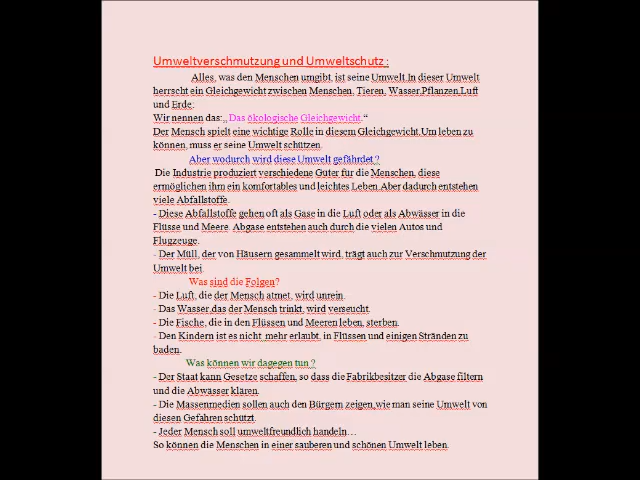 Umweltverschmutzung und Umweltschutz :
Alles, was den Menschen umgibt, ist seine Umwelt.In dieser Umwelt
herrscht ein Gleichgewicht zwischen Menschen, Tieren, Wasser,Pflanzen,Luft
und Erde.
Wir nennen das:„ Das ökologische Gleichgewicht.“
Der Mensch spielt eine wichtige Rolle in diesem Gleichgewicht.Um leben zu
können, muss er seine Umwelt schützen.
Aber wodurch wird diese Umwelt gefährdet ?
Die Industrie produziert verschiedene Güter für die Menschen, diese
ermöglichen ihm ein komfortables und leichtes Leben.Aber dadurch entstehen
viele Abfallstoffe.
- Diese Abfallstoffe gehen oft als Gase in die Luft oder als Abwässer in die
Flüsse und Meere. Abgase entstehen auch durch die vielen Autos und
Flugzeuge.
- Der Müll, der von Häusern gesammelt wird, trägt auch zur Verschmutzung der
Umwelt bei.
Was sind die Folgen?
- Die Luft, die der Mensch atmet, wird unrein.
- Das Wasser,das der Mensch trinkt, wird verseucht.
- Die Fische, die in den Flüssen und Meeren leben, sterben.
- Den Kindern ist es nicht mehr erlaubt, in Flüssen und einigen Stränden zu
baden.
Was können wir dagegen tun ?
- Der Staat kann Gesetze schaffen, so dass die Fabrikbesitzer die Abgase filtern
und die Abwässer klären.
- Die Massenmedien sollen auch den Bürgern zeigen,wie man seine Umwelt von
diesen Gefahren schützt.
- Jeder Mensch soll umweltfreundlich handeln…
So können die Menschen in einer sauberen und schönen Umwelt leben.